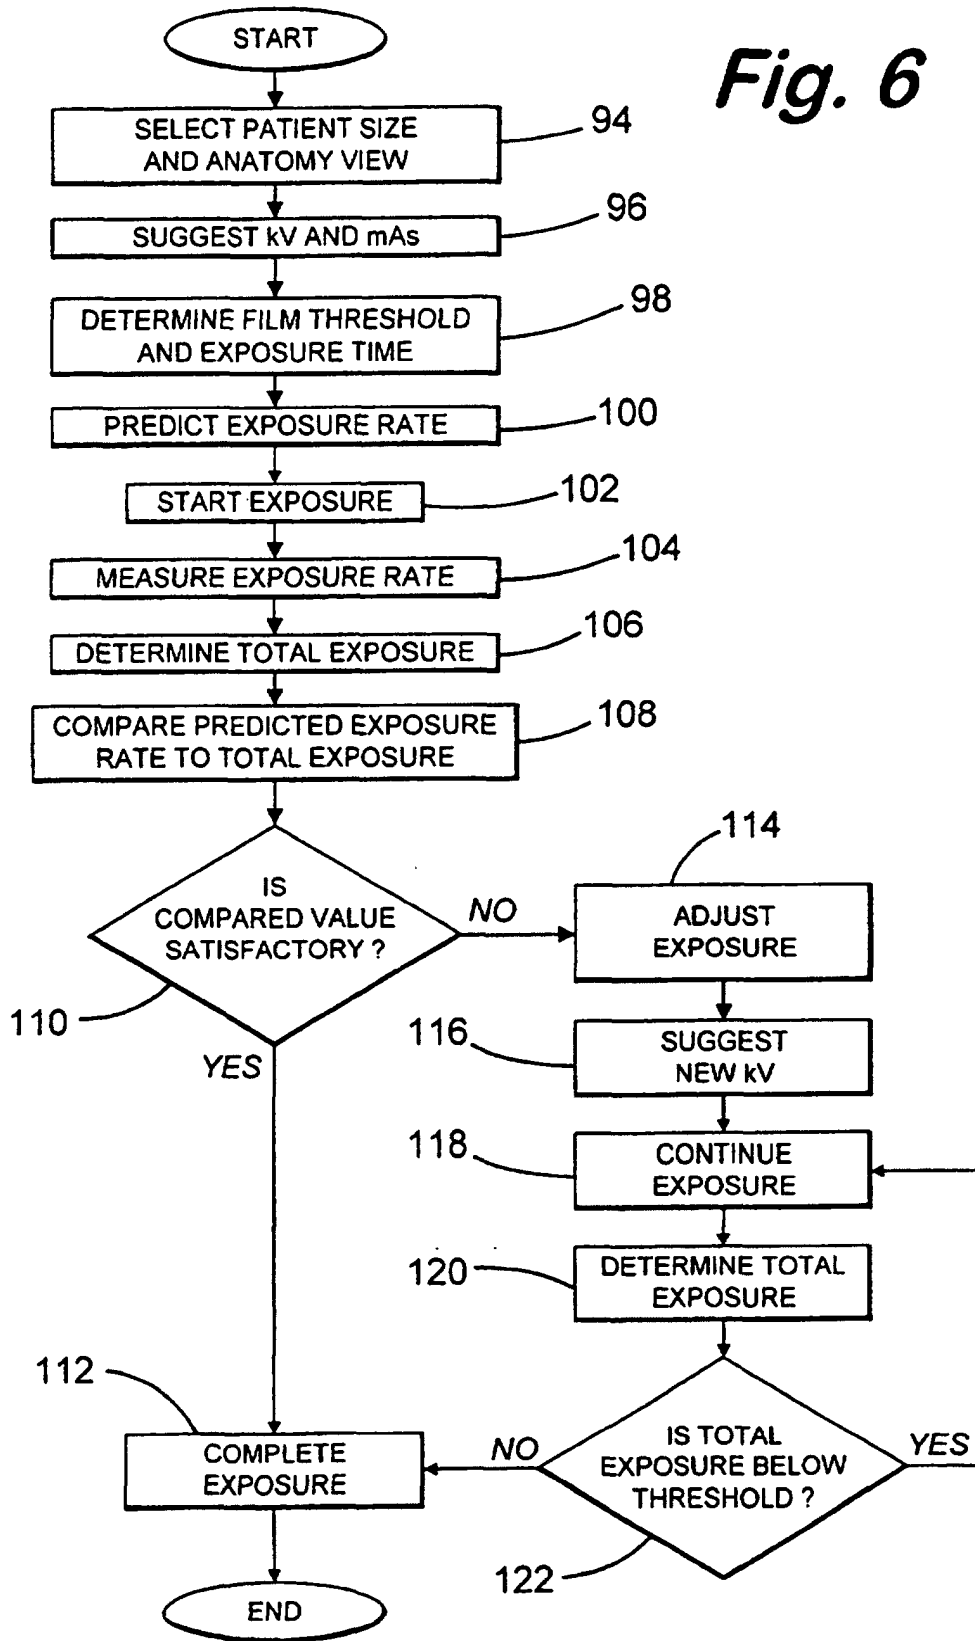 START
Fig. 6
SELECT PATIENT SIZE
AND ANATOMY VIEW
94
SUGGEST kV AND mAs
96
DETERMINE FILM THRESHOLD
AND EXPOSURE TIME
98
PREDICT EXPOSURE RATE
100
START EXPOSURE
102
MEASURE EXPOSURE RATE
104
DETERMINE TOTAL EXPOSURE
106
COMPARE PREDICTED EXPOSURE
RATE TO TOTAL EXPOSURE
108
IS
COMPARED VALUE
SATISFACTORY ?
110
NO
YES
114
ADJUST
EXPOSURE
116
SUGGEST
NEW kV
118
CONTINUE
EXPOSURE
120
DETERMINE TOTAL
EXPOSURE
IS TOTAL
EXPOSURE BELOW
THRESHOLD ?
122
YES
NO
112
COMPLETE
EXPOSURE
END